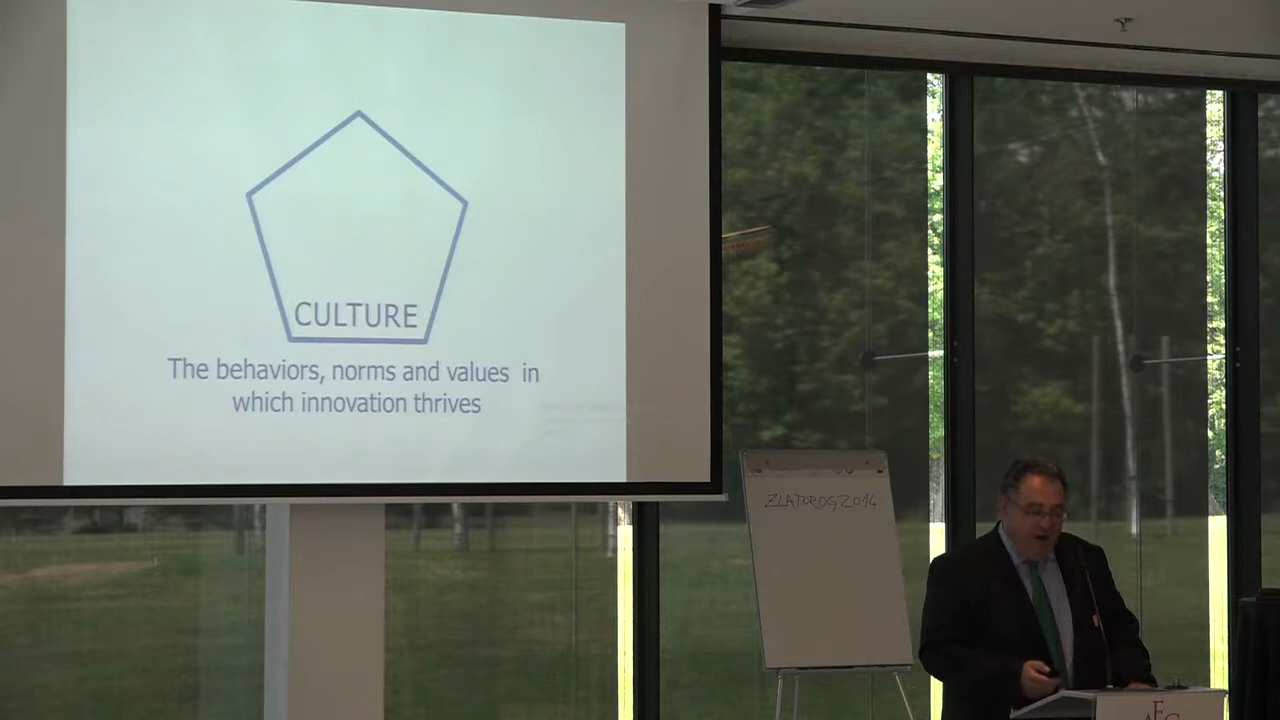 CULTURE
The behaviors, norms and values in
which innovation thrives
ZLATOROG2014